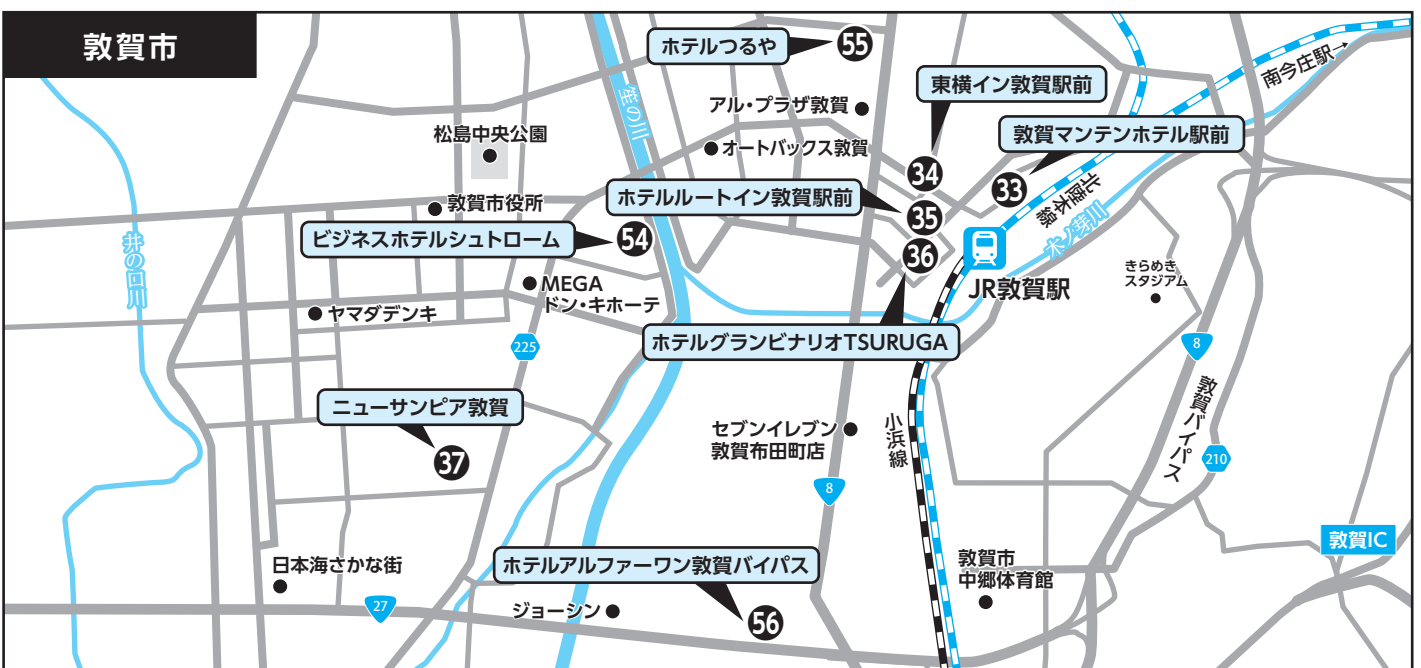 敦賀市
ホテルつるや
55
笙の川
アル・プラザ敦賀
東横イン敦賀駅前
南今庄駅→
松島中央公園
オートバックス敦賀
敦賀マンテンホテル駅前
34
33
ホテルルートイン敦賀駅前
35
北陸本線
敦賀市役所
ビジネスホテルシュトローム
54
36
木ノ芽川
井の口川
JR敦賀駅
きらめき
スタジアム
MEGA
ドン・キホーテ
ヤマダデンキ
225
ホテルグランビナリオTSURUGA
8
ニューサンピア敦賀
37
セブンイレブン
敦賀布田町店
小浜線
敦賀バイパス
210
8
敦賀IC
日本海さかな街
ホテルアルファーワン敦賀バイパス
敦賀市
中郷体育館
27
ジョーシン
56